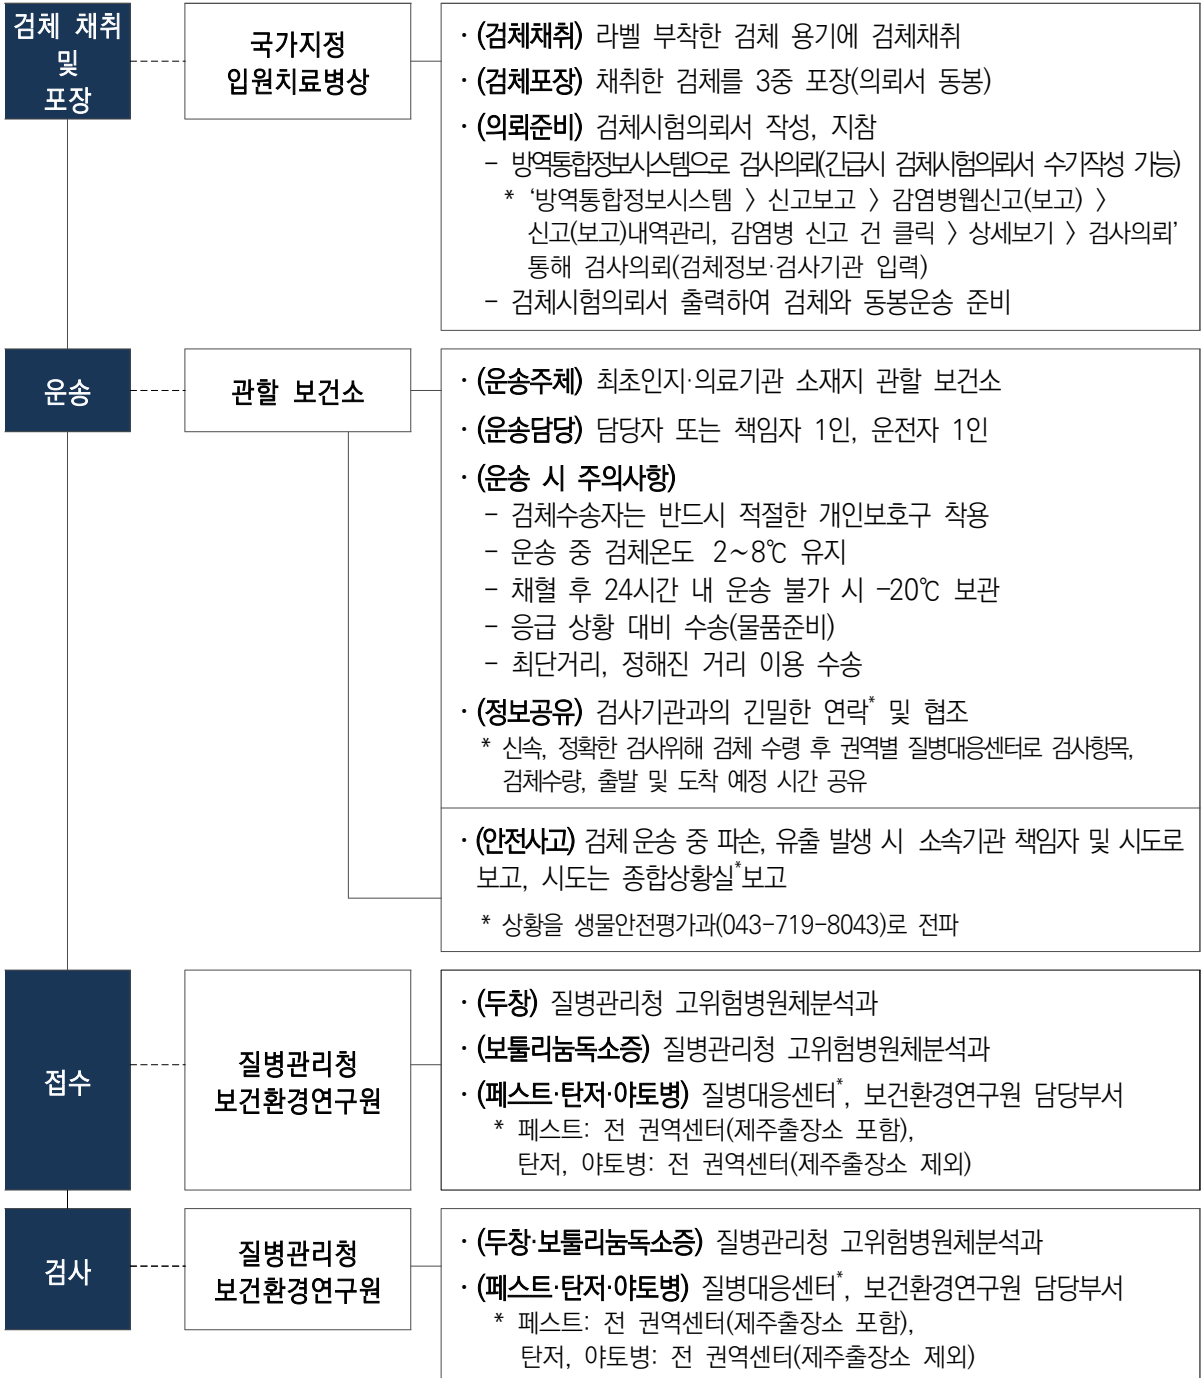 검체 채취
및
포장
국가지정
입원치료병상
· (검체채취) 라벨 부착한 검체 용기에 검체채취
· (검체포장) 채취한 검체를 3중 포장(의뢰서 동봉)
· (의뢰준비) 검체시험의뢰서 작성, 지참
- 방역통합정보시스템으로 검사의뢰(긴급시 검체시험의뢰서 수기작성 가능)
* ‘방역통합정보시스템 〉 신고보고 〉 감염병웹신고(보고) 〉
신고(보고)내역관리, 감염병 신고 건 클릭 〉 상세보기 〉 검사의뢰’
통해 검사의뢰(검체정보·검사기관 입력)
- 검체시험의뢰서 출력하여 검체와 동봉운송 준비
운송
관할 보건소
· (운송주체) 최초인지·의료기관 소재지 관할 보건소
· (운송담당) 담당자 또는 책임자 1인, 운전자 1인
· (운송 시 주의사항)
- 검체수송자는 반드시 적절한 개인보호구 착용
- 운송 중 검체온도 2~8℃ 유지
- 채혈 후 24시간 내 운송 불가 시 -20℃ 보관
- 응급 상황 대비 수송(물품준비)
- 최단거리, 정해진 거리 이용 수송
· (정보공유) 검사기관과의 긴밀한 연락* 및 협조
* 신속, 정확한 검사위해 검체 수령 후 권역별 질병대응센터로 검사항목,
검체수량, 출발 및 도착 예정 시간 공유
· (안전사고) 검체 운송 중 파손, 유출 발생 시 소속기관 책임자 및 시도로
보고, 시도는 종합상황실*보고
* 상황을 생물안전평가과(043-719-8043)로 전파
접수
질병관리청
보건환경연구원
· (두창) 질병관리청 고위험병원체분석과
· (보툴리눔독소증) 질병관리청 고위험병원체분석과
· (페스트·탄저·야토병) 질병대응센터*, 보건환경연구원 담당부서
* 페스트: 전 권역센터(제주출장소 포함),
탄저, 야토병: 전 권역센터(제주출장소 제외)
검사
질병관리청
보건환경연구원
· (두창·보툴리눔독소증) 질병관리청 고위험병원체분석과
· (페스트·탄저·야토병) 질병대응센터*, 보건환경연구원 담당부서
* 페스트: 전 권역센터(제주출장소 포함),
탄저, 야토병: 전 권역센터(제주출장소 제외)